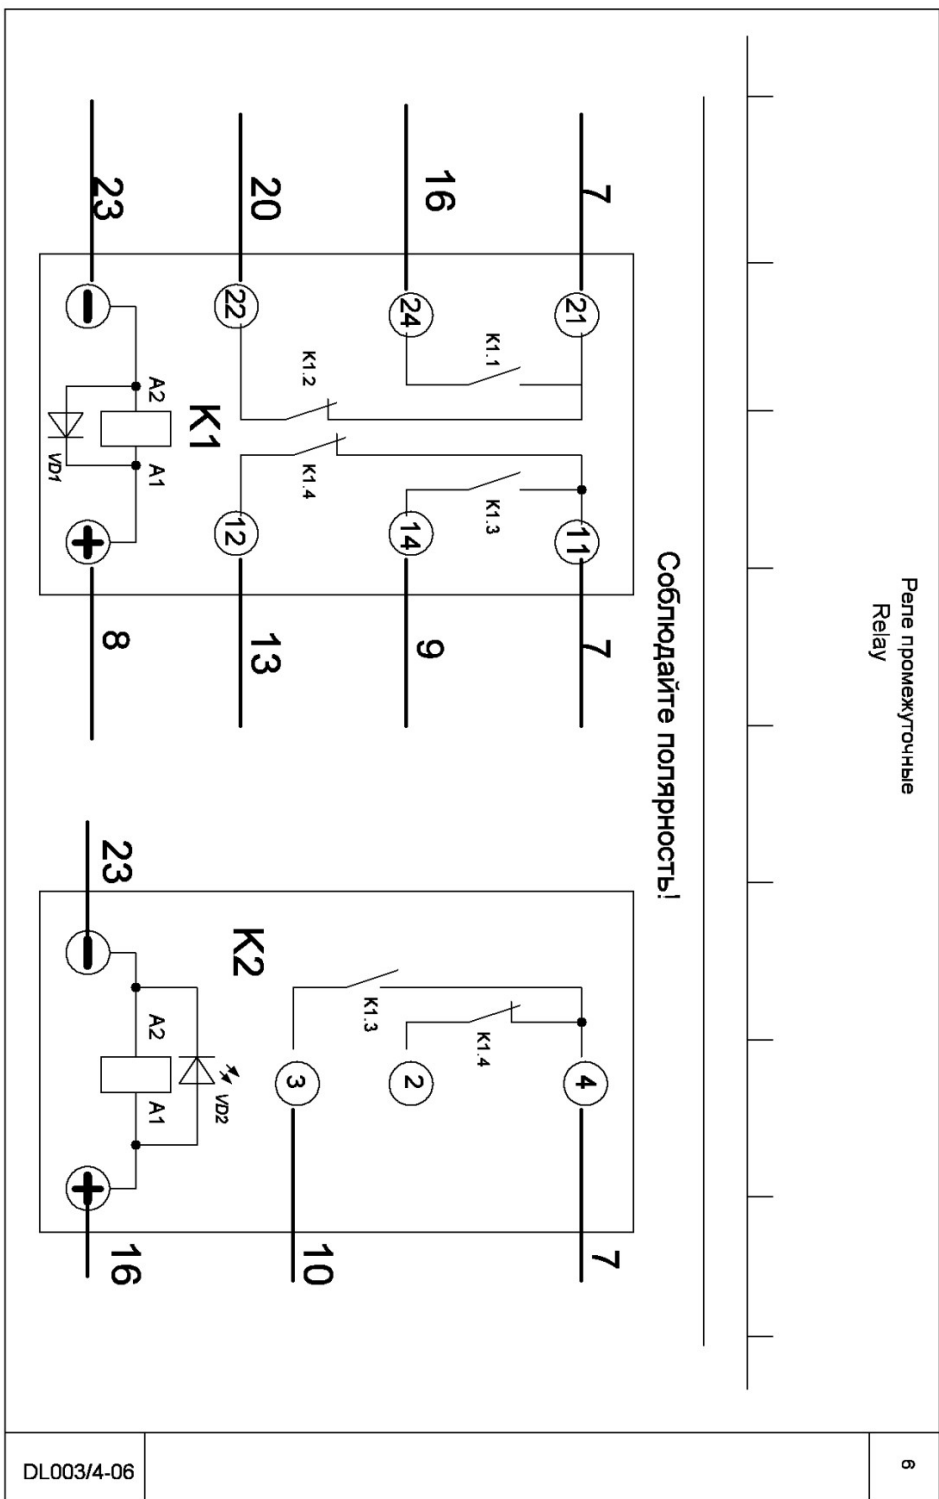 Реле промежуточные
Relay
6
Соблюдайте полярность!
7
7
7
21
11
4
K1.1
K1.3
K1.4
16
9
24
14
2
K1.3
K1.2
K1.4
10
3
20
13
22
12
K2
K1
VD2
A2
A1
A2
A1
23
8
23
16
VD1
DL003/4-06